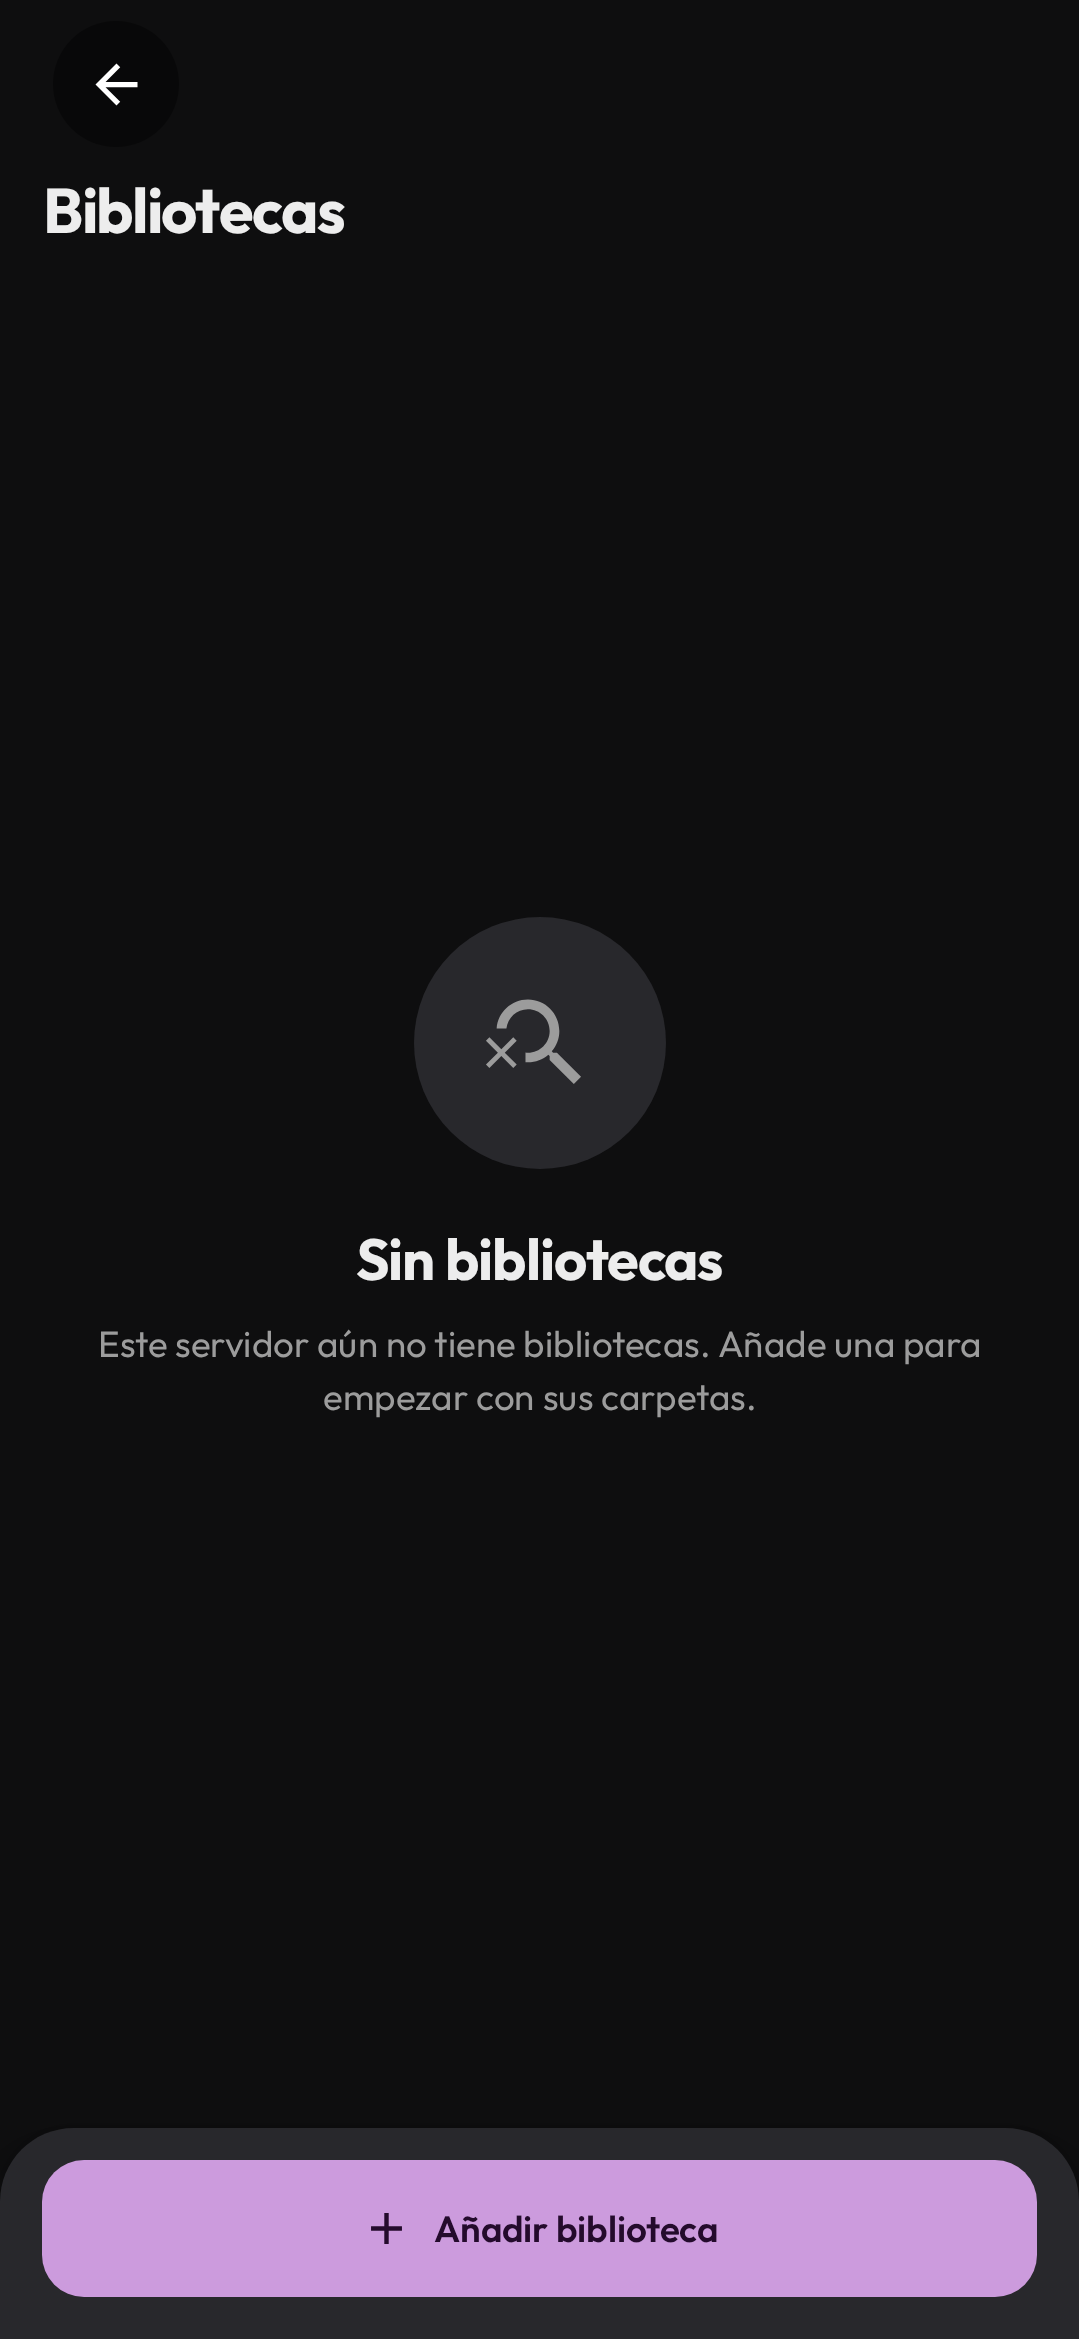 Bibliotecas
Sin bibliotecas
Este servidor aún no tiene bibliotecas. Añade una para
empezar con sus carpetas.
Añadir biblioteca